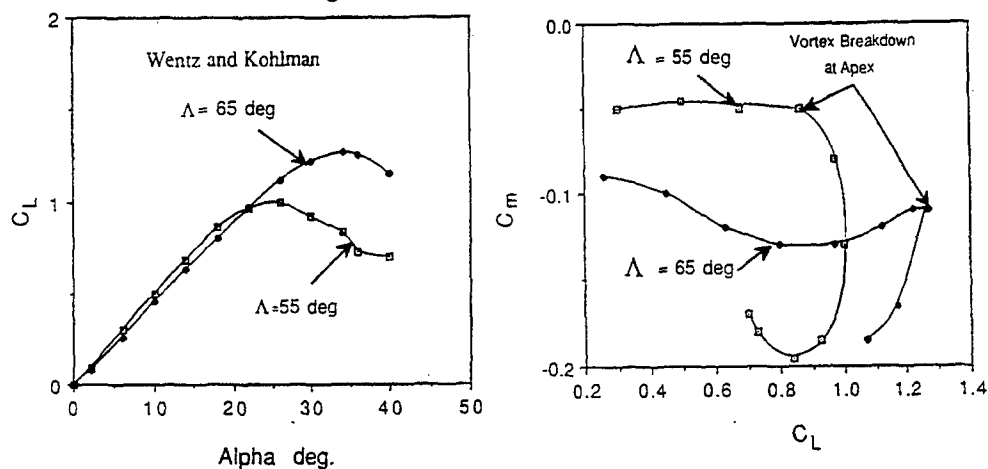 Wentz and Kohlman
Λ= 65 deg
Λ=55 deg
2
1
0
0
10
20
30
40
50
C_L
Alpha deg.
Vortex Breakdown
at Apex
Λ = 55 deg
Λ = 65 deg
0.0
-0.1
-0.2
0.2
0.4
0.6
0.8
1.0
1.2
1.4
C_m
C_L